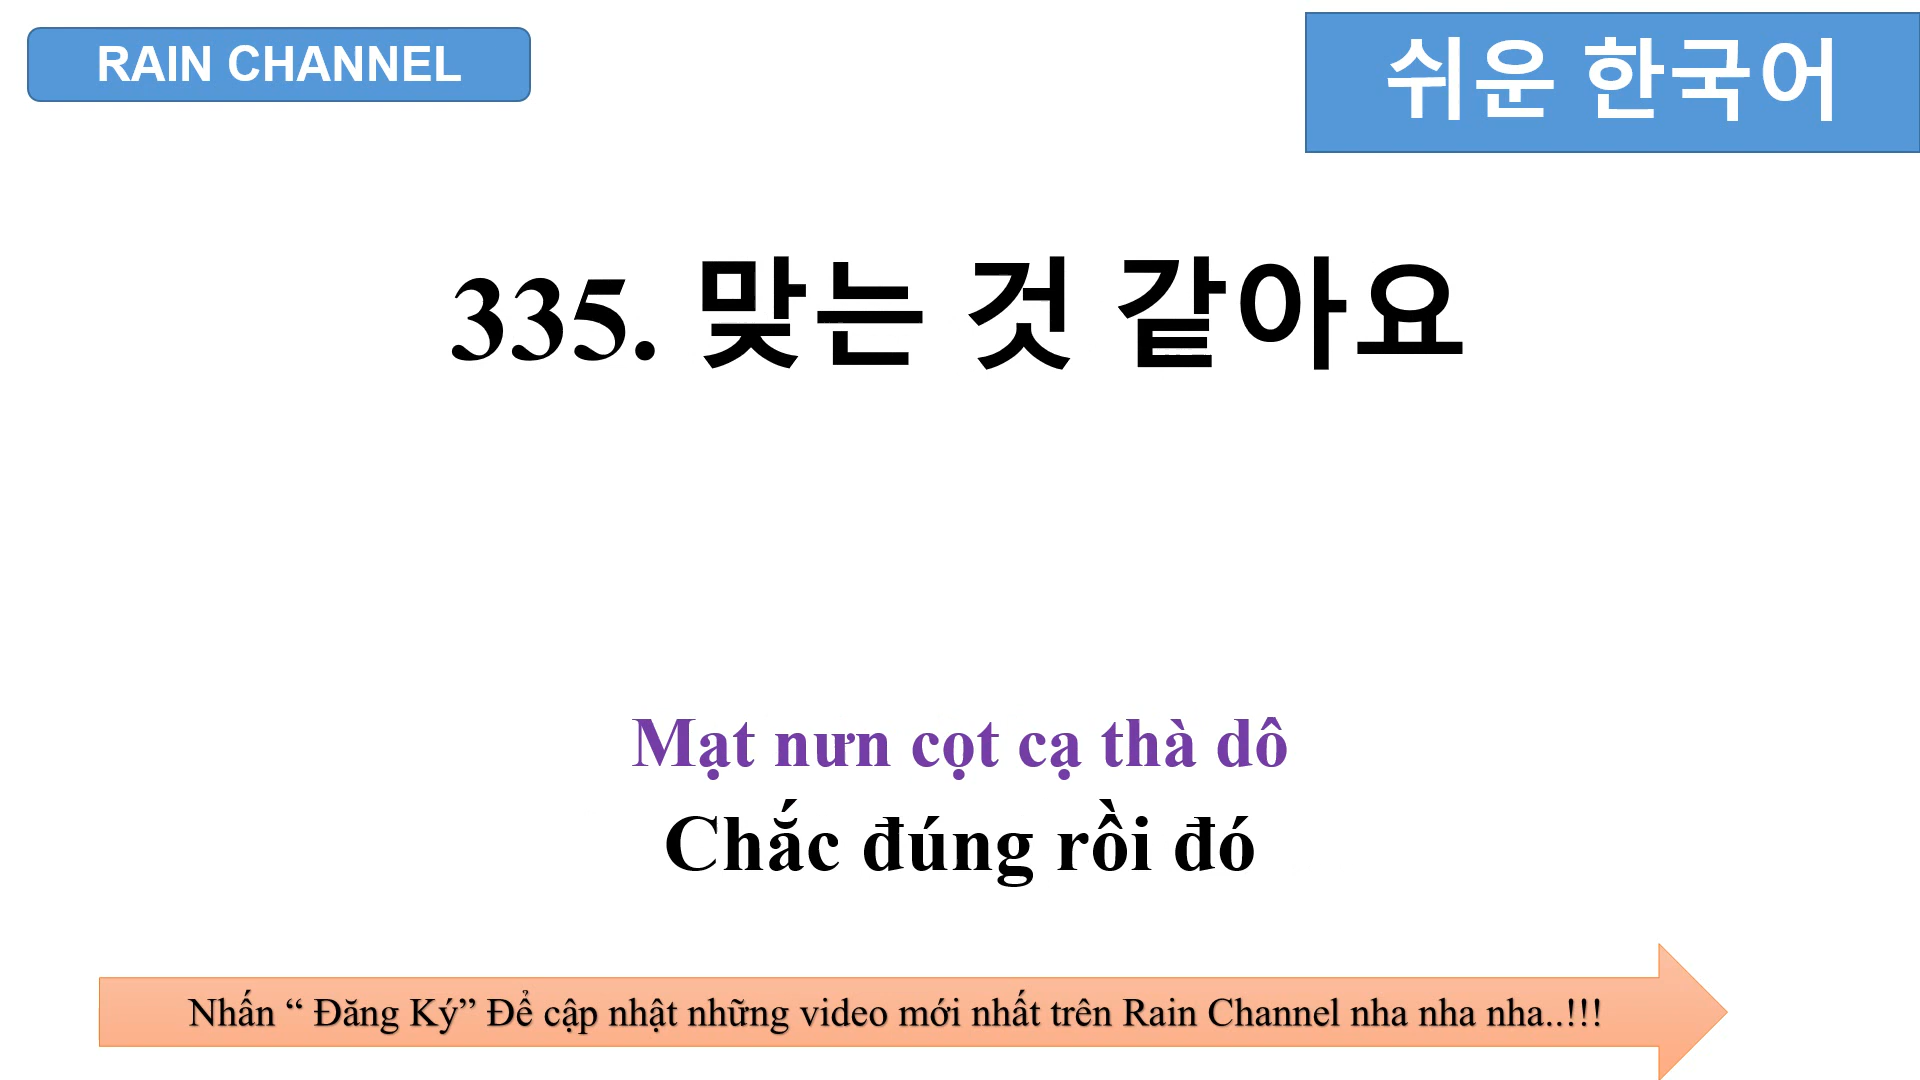 RAIN CHANNEL
쉬운 한국어
335. 맞는 것 같아요
Mạt nưn cọt cạ thà dô
Chắc đúng rồi đó
Nhấn “ Đăng Ký” Để cập nhật những video mới nhất trên Rain Channel nha nha nha..!!!